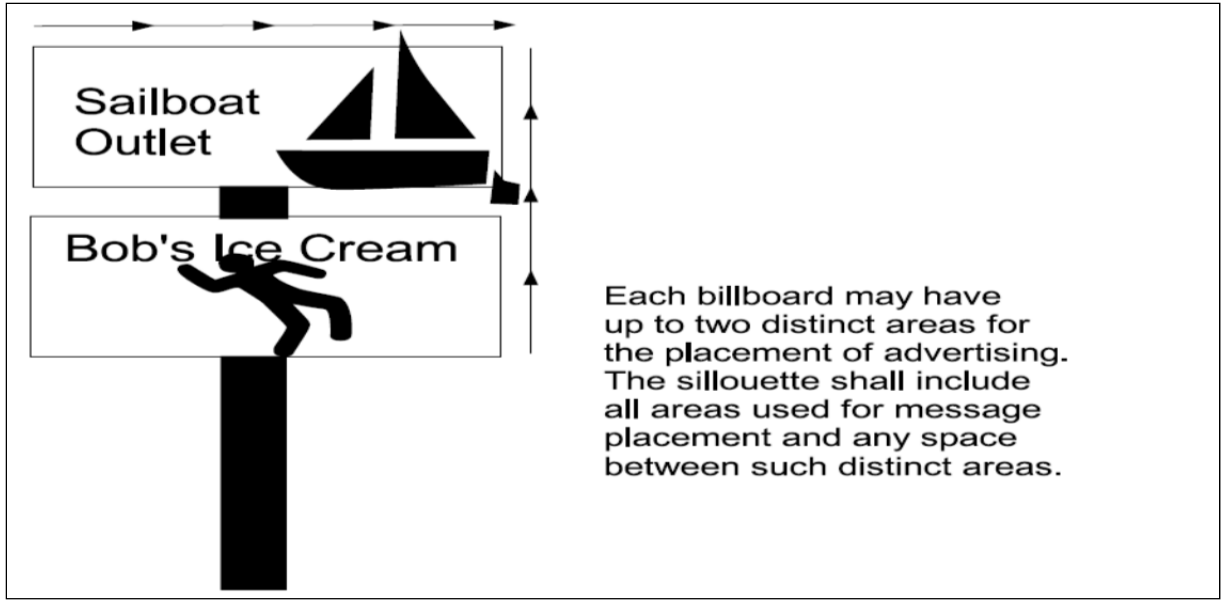 Sailboat
Outlet
Bob's Ice Cream
Each billboard may have
up to two distinct areas for
the placement of advertising.
The sillouette shall include
all areas used for message
placement and any space
between such distinct areas.